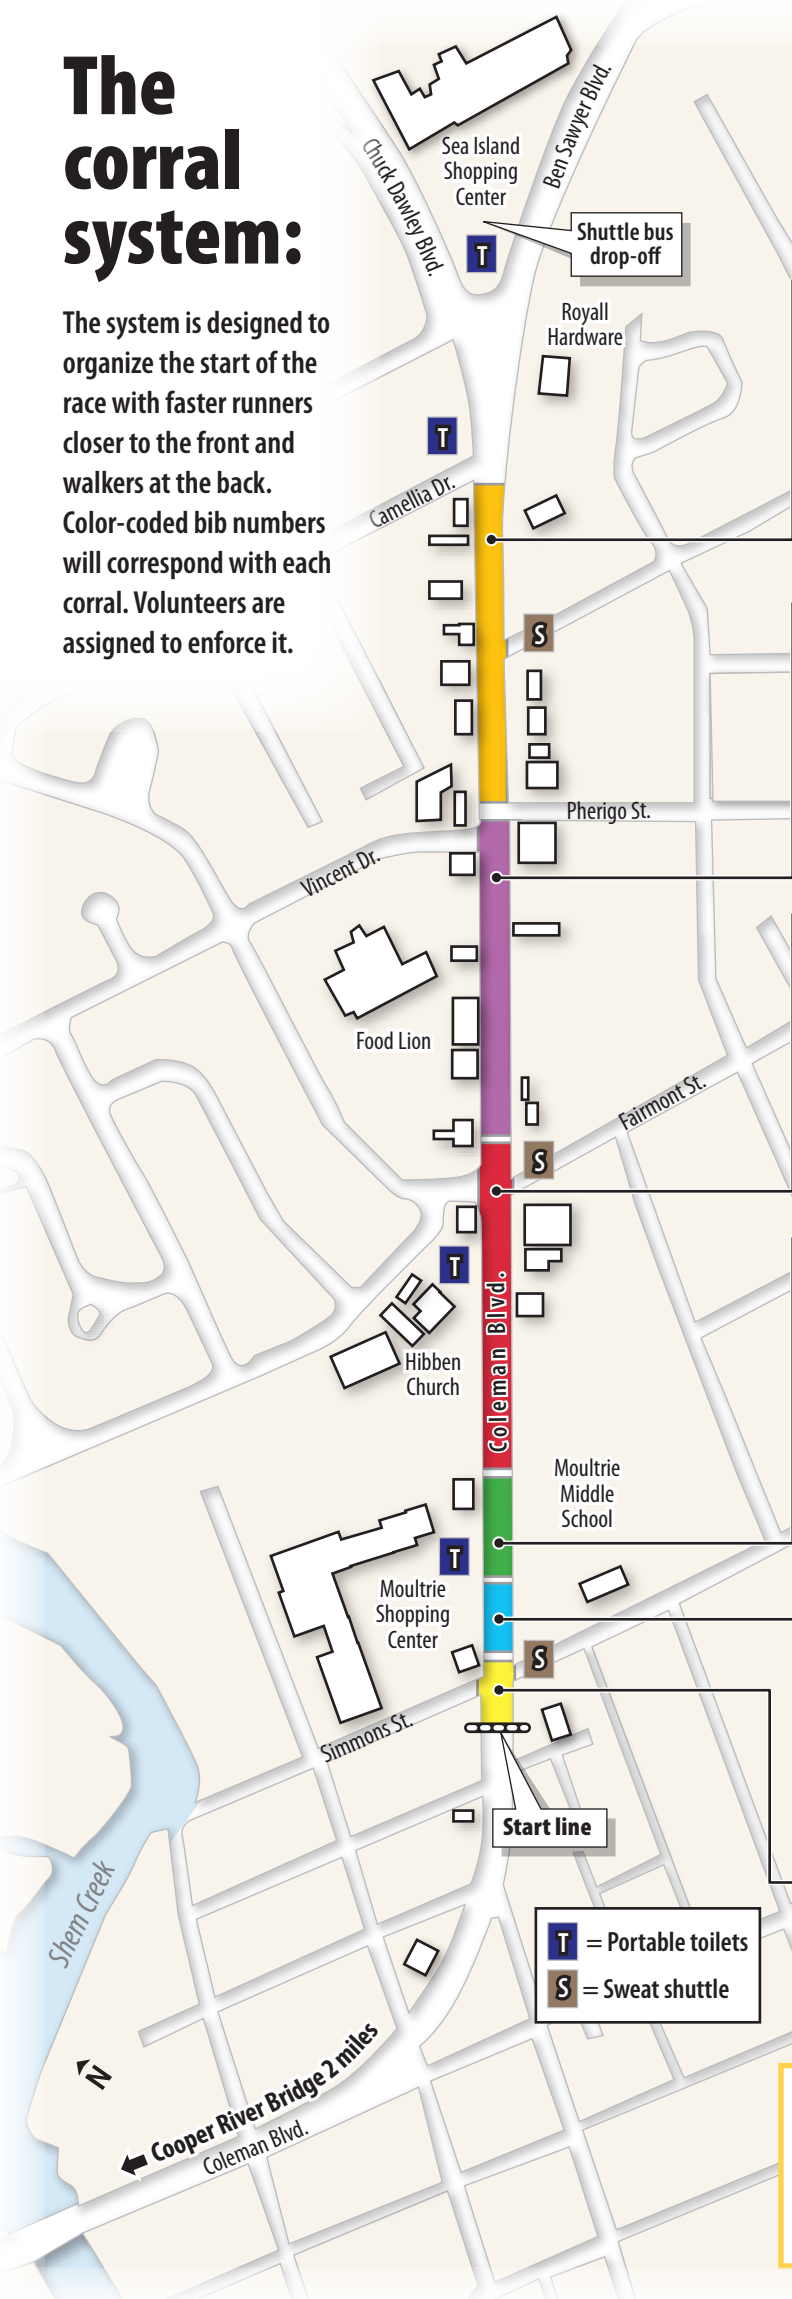 The
corral
system:
The system is designed to
organize the start of the
race with faster runners
closer to the front and
walkers at the back.
Color-coded bib numbers
will correspond with each
corral. Volunteers are
assigned to enforce it.
Chuck Dawley Blvd.
Sea Island
Shopping
Center
Ben Sawyer Blvd.
T
Shuttle bus
drop-off
Royall
Hardware
T
Camellia Dr.
S
Pherigo St.
Vincent Dr.
Food Lion
Fairmont St.
S
T
Hibben
Church
Coleman Blvd.
Moultrie
Middle
School
T
Moultrie
Shopping
Center
S
Simmons St.
Start line
Shem Creek
T = Portable toilets
S = Sweat shuttle
N
Cooper River Bridge 2 miles
Coleman Blvd.